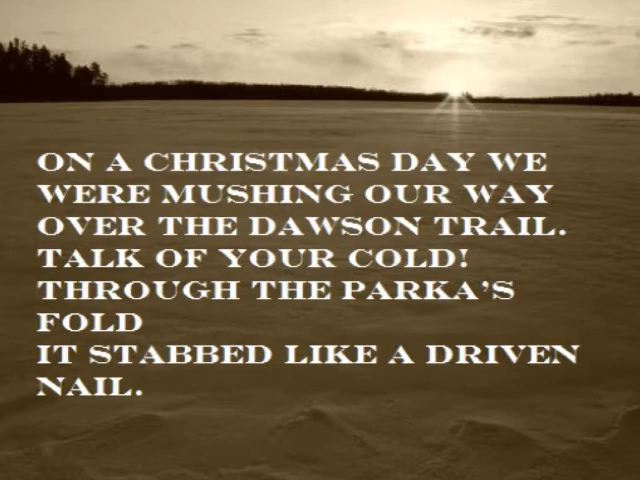 ON A CHRISTMAS DAY WE
WERE MUSHING OUR WAY
OVER THE DAWSON TRAIL.
TALK OF YOUR COLD!
THROUGH THE PARKA'S
FOLD
IT STABBED LIKE A DRIVEN
NAIL.